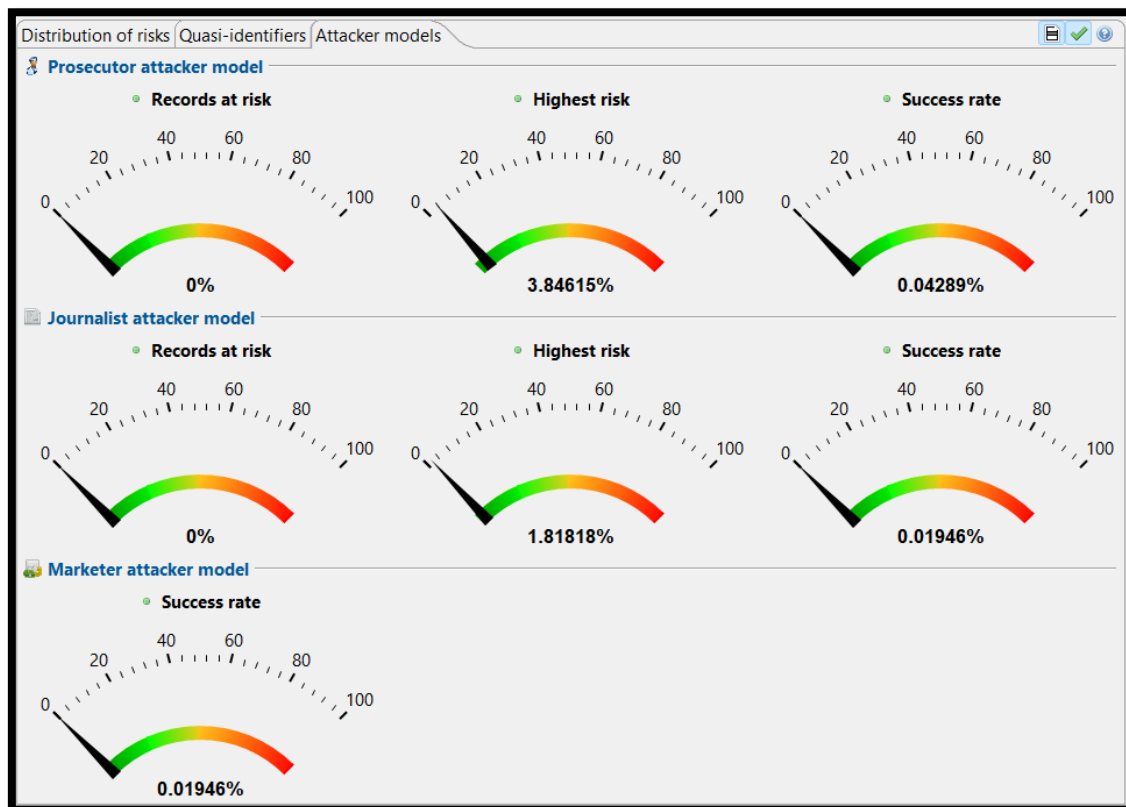 Distribution of risks Quasi-identifiers Attacker models
Prosecutor attacker model
Records at risk
0 20 40 60 80 100
0%
Highest risk
0 20 40 60 80 100
3.84615%
Success rate
0 20 40 60 80 100
0.04289%
Journalist attacker model
Records at risk
0 20 40 60 80 100
0%
Highest risk
0 20 40 60 80 100
1.81818%
Success rate
0 20 40 60 80 100
0.01946%
Marketer attacker model
Success rate
0 20 40 60 80 100
0.01946%